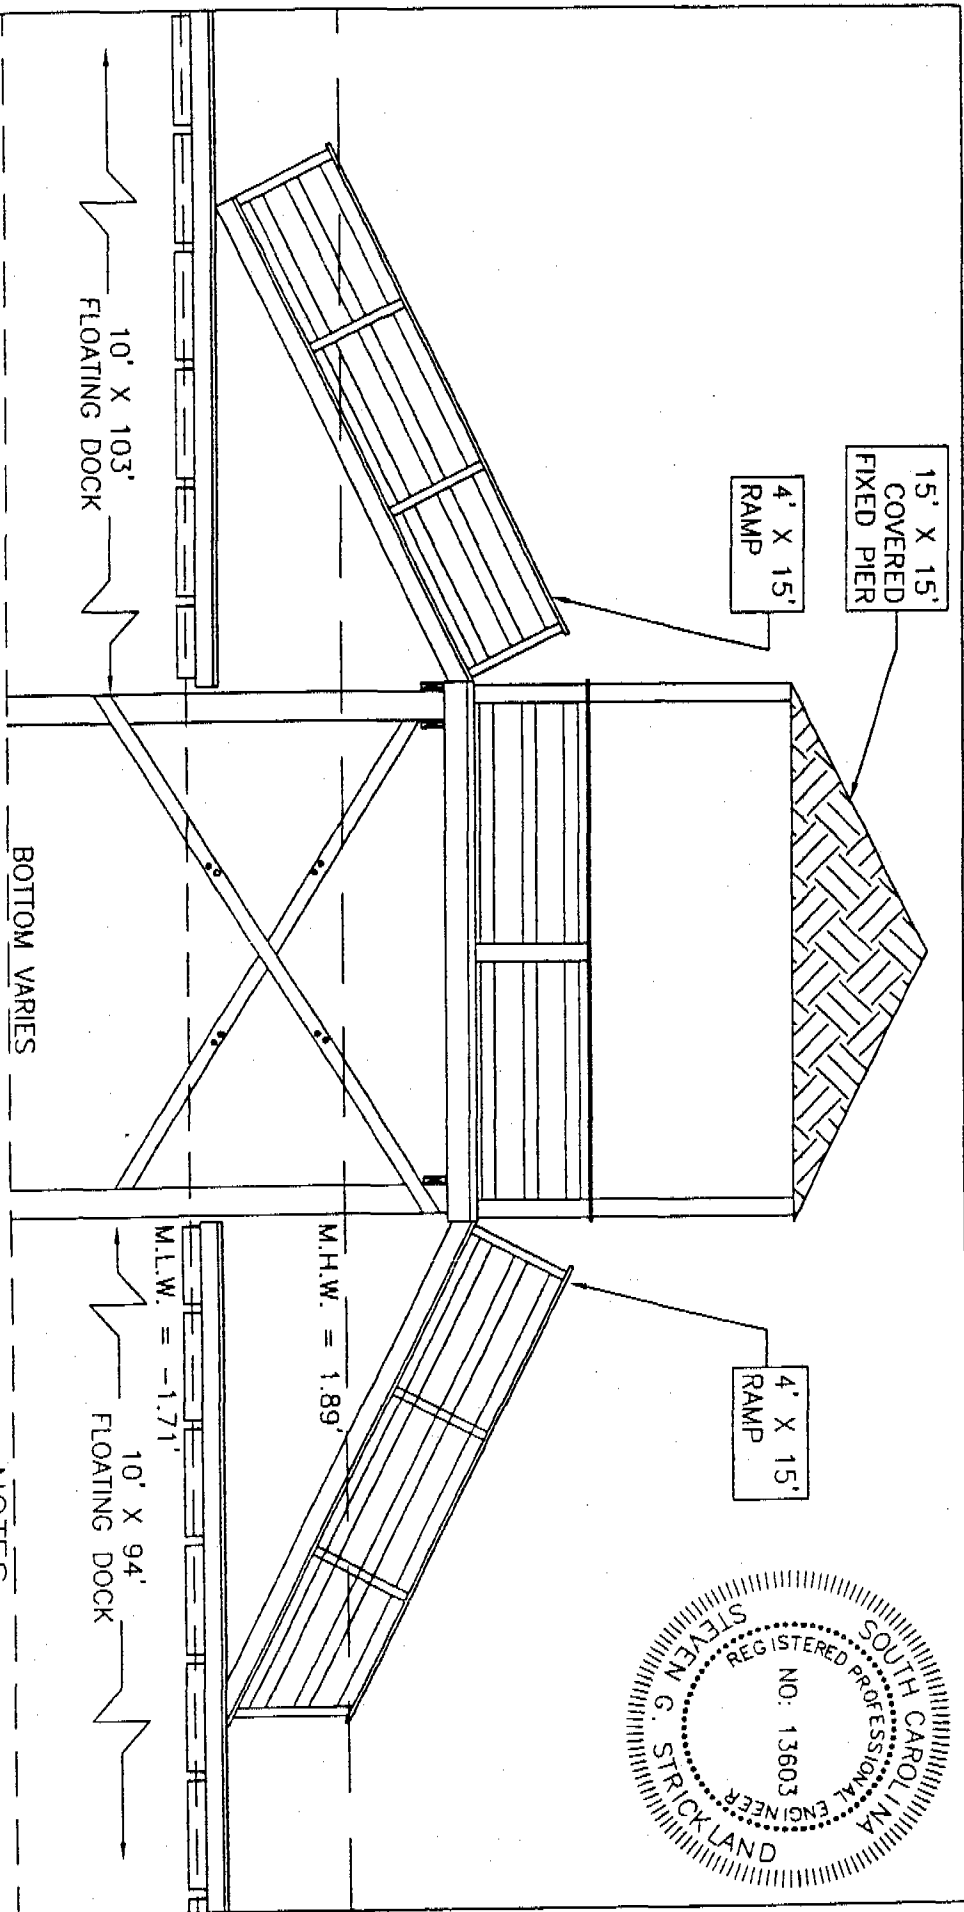 15' X 15'
COVERED
FIXED PIER
4' X 15'
RAMP
4' X 15'
RAMP
SOUTH CAROLINA
REGISTERED PROFESSIONAL ENGINEER
NO. 13603
STEVEN G. STRICKLAND
M.H.W. = 1.89'
M.L.W. = -1.71'
10' X 103'
FLOATING DOCK
10' X 94'
FLOATING DOCK
BOTTOM VARIES